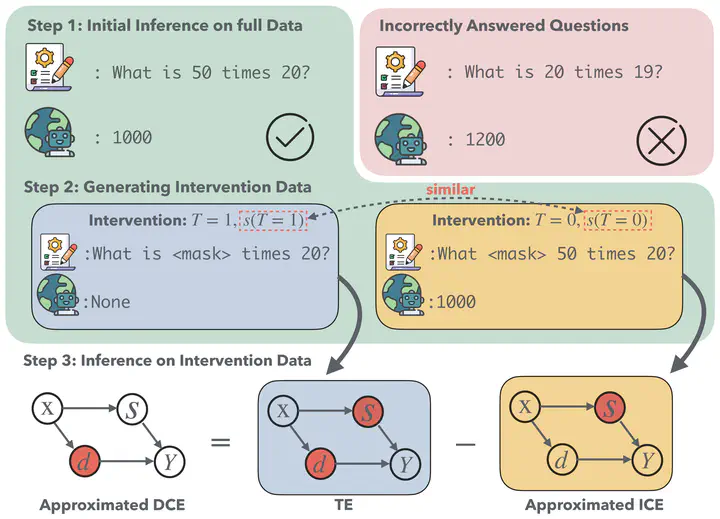 Step 1: Initial Inference on full Data
: What is 50 times 20?
: 1000
Incorrectly Answered Questions
: What is 20 times 19?
: 1200
Step 2: Generating Intervention Data
similar
Intervention: T = 1, s(T = 1)
:What is <mask> times 20?
:None
Intervention: T = 0, s(T = 0)
:What <mask> 50 times 20?
:1000
Step 3: Inference on Intervention Data
X S
d Y
=
X S
d Y
−
X S
d Y
Approximated DCE
TE
Approximated ICE